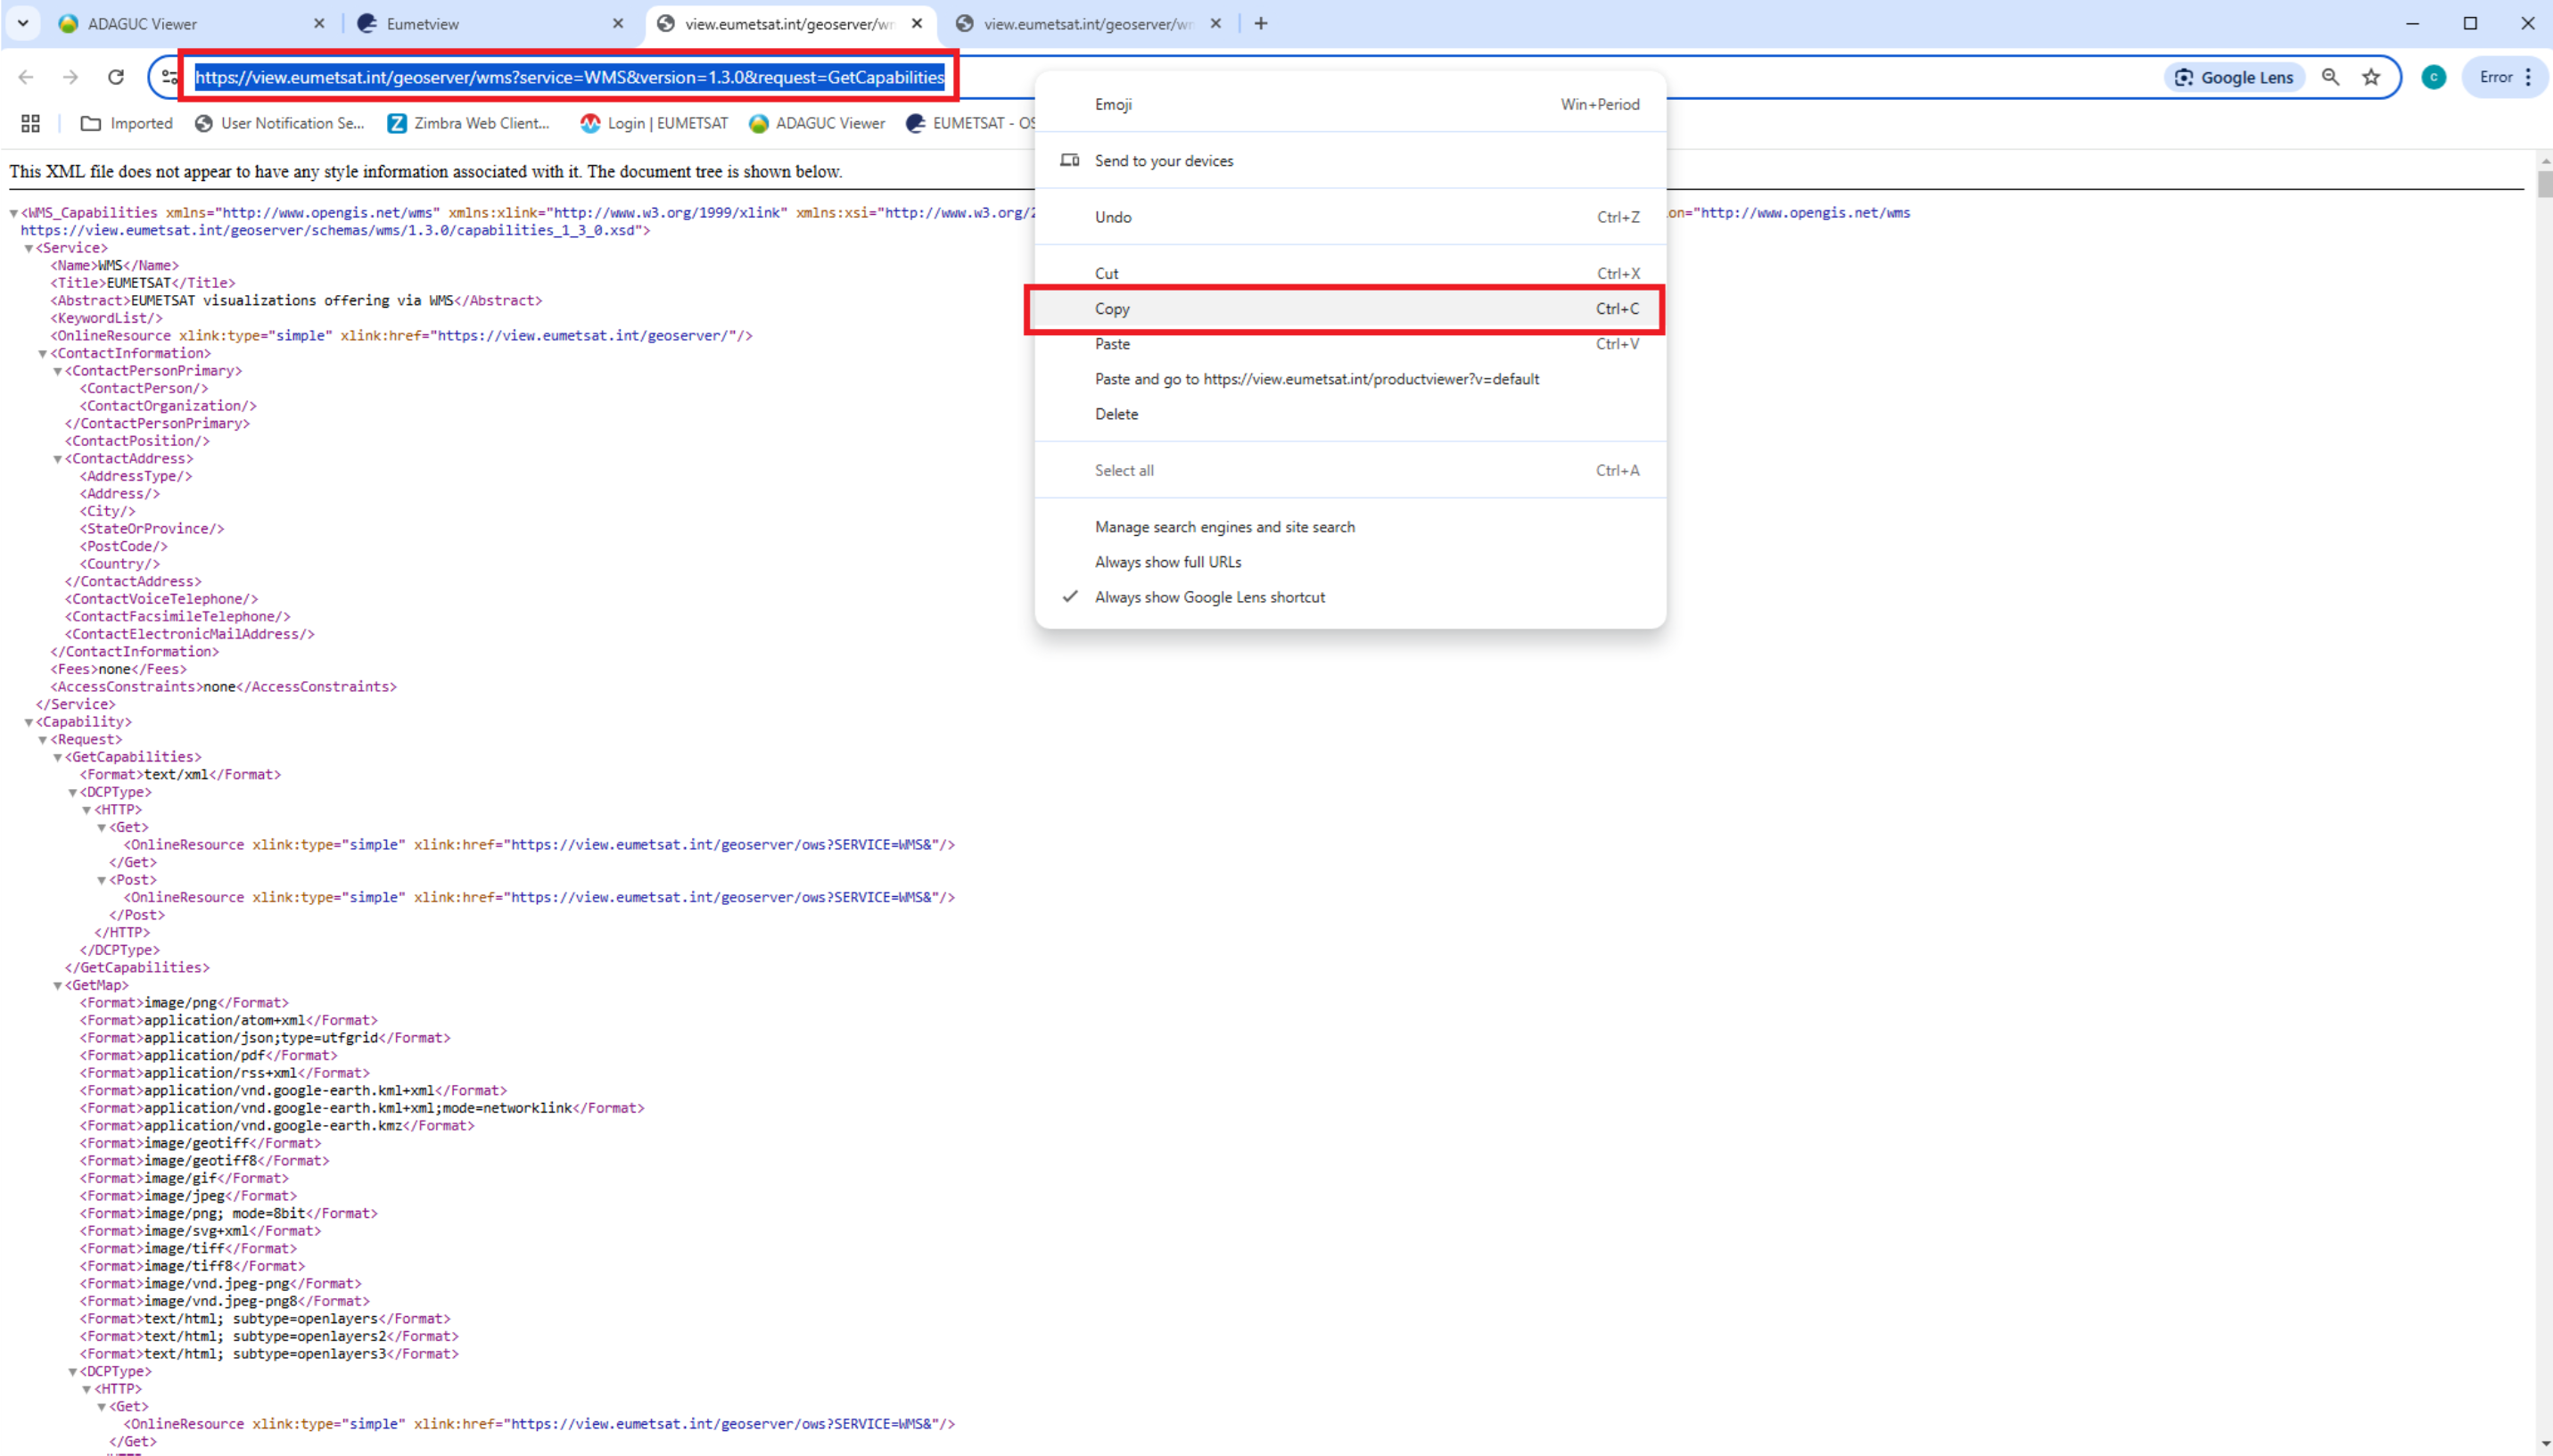 ADAGUC Viewer
Eumetview
view.eumetsat.int/geoserver/w
view.eumetsat.int/geoserver/w
https://view.eumetsat.int/geoserver/wms?service=WMS&version=1.3.0&request=GetCapabilities
Google Lens
c
Error
Imported
User Notification Se...
Zimbra Web Client...
Login | EUMETSAT
ADAGUC Viewer
EUMETSAT - OS
Emoji Win+Period
Send to your devices
Undo Ctrl+Z
Cut Ctrl+X
Copy Ctrl+C
Paste Ctrl+V
Paste and go to https://view.eumetsat.int/productviewer?v=default
Delete
Select all Ctrl+A
Manage search engines and site search
Always show full URLs
Always show Google Lens shortcut
This XML file does not appear to have any style information associated with it. The document tree is shown below.
<WMS_Capabilities xmlns="http://www.opengis.net/wms" xmlns:xlink="http://www.w3.org/1999/xlink" xmlns:xsi="http://www.w3.org/ on="http://www.opengis.net/wms
https://view.eumetsat.int/geoserver/schemas/wms/1.3.0/capabilities_1_3_0.xsd">
<Service>
<Name>WMS</Name>
<Title>EUMETSAT</Title>
<Abstract>EUMETSAT visualizations offering via WMS</Abstract>
<KeywordList/>
<OnlineResource xlink:type="simple" xlink:href="https://view.eumetsat.int/geoserver/"/>
<ContactInformation>
<ContactPersonPrimary>
<ContactPerson/>
<ContactOrganization/>
</ContactPersonPrimary>
<ContactPosition/>
<ContactAddress>
<AddressType/>
<Address/>
<City/>
<StateOrProvince/>
<PostCode/>
<Country/>
</ContactAddress>
<ContactVoiceTelephone/>
<ContactFacsimileTelephone/>
<ContactElectronicMailAddress/>
</ContactInformation>
<Fees>none</Fees>
<AccessConstraints>none</AccessConstraints>
</Service>
<Capability>
<Request>
<GetCapabilities>
<Format>text/xml</Format>
<DCPType>
<HTTP>
<Get>
<OnlineResource xlink:type="simple" xlink:href="https://view.eumetsat.int/geoserver/ows?SERVICE=WMS&"/>
</Get>
<Post>
<OnlineResource xlink:type="simple" xlink:href="https://view.eumetsat.int/geoserver/ows?SERVICE=WMS&"/>
</Post>
</HTTP>
</DCPType>
</GetCapabilities>
<GetMap>
<Format>image/png</Format>
<Format>application/atom+xml</Format>
<Format>application/json;type=utfgrid</Format>
<Format>application/pdf</Format>
<Format>application/rss+xml</Format>
<Format>application/vnd.google-earth.kml+xml</Format>
<Format>application/vnd.google-earth.kml+xml;mode=networklink</Format>
<Format>application/vnd.google-earth.kmz</Format>
<Format>image/geotiff</Format>
<Format>image/geotiff8</Format>
<Format>image/gif</Format>
<Format>image/jpeg</Format>
<Format>image/png; mode=8bit</Format>
<Format>image/svg+xml</Format>
<Format>image/tiff</Format>
<Format>image/tiff8</Format>
<Format>image/vnd.jpeg-png</Format>
<Format>image/vnd.jpeg-png8</Format>
<Format>text/html; subtype=openlayers</Format>
<Format>text/html; subtype=openlayers2</Format>
<Format>text/html; subtype=openlayers3</Format>
<DCPType>
<HTTP>
<Get>
<OnlineResource xlink:type="simple" xlink:href="https://view.eumetsat.int/geoserver/ows?SERVICE=WMS&"/>
</Get>